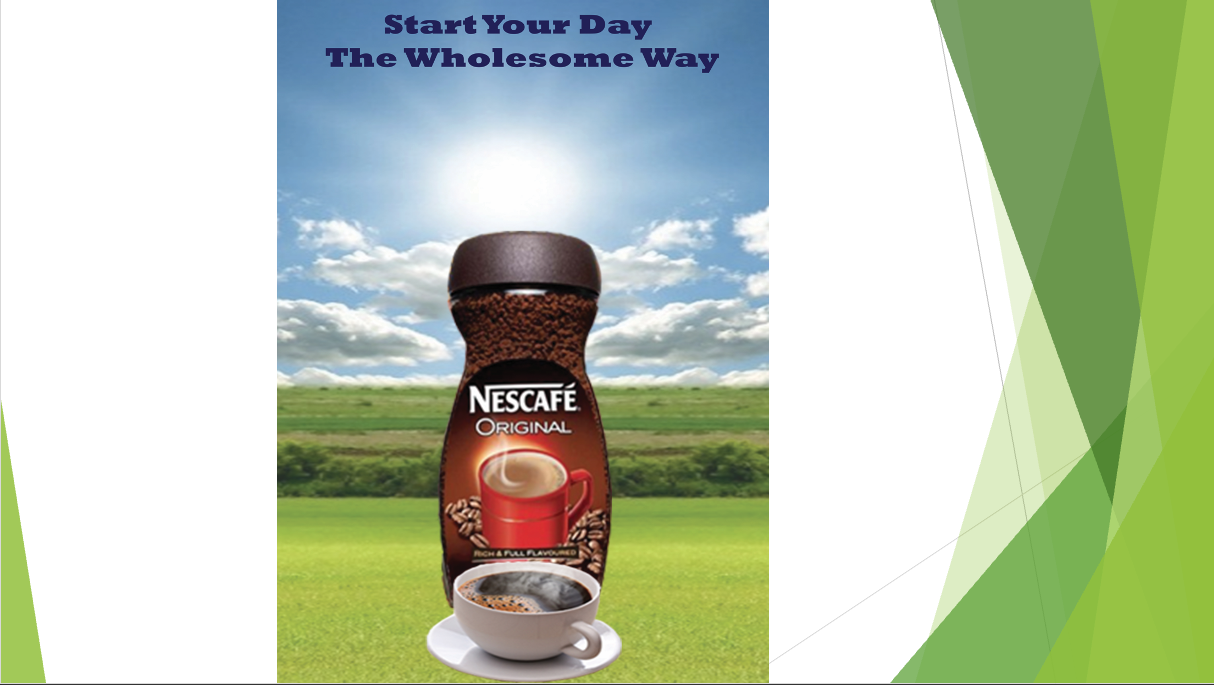 Start Your Day
The Wholesome Way
NESCAFÉ
ORIGINAL
RICH & FULL FLAVOURED